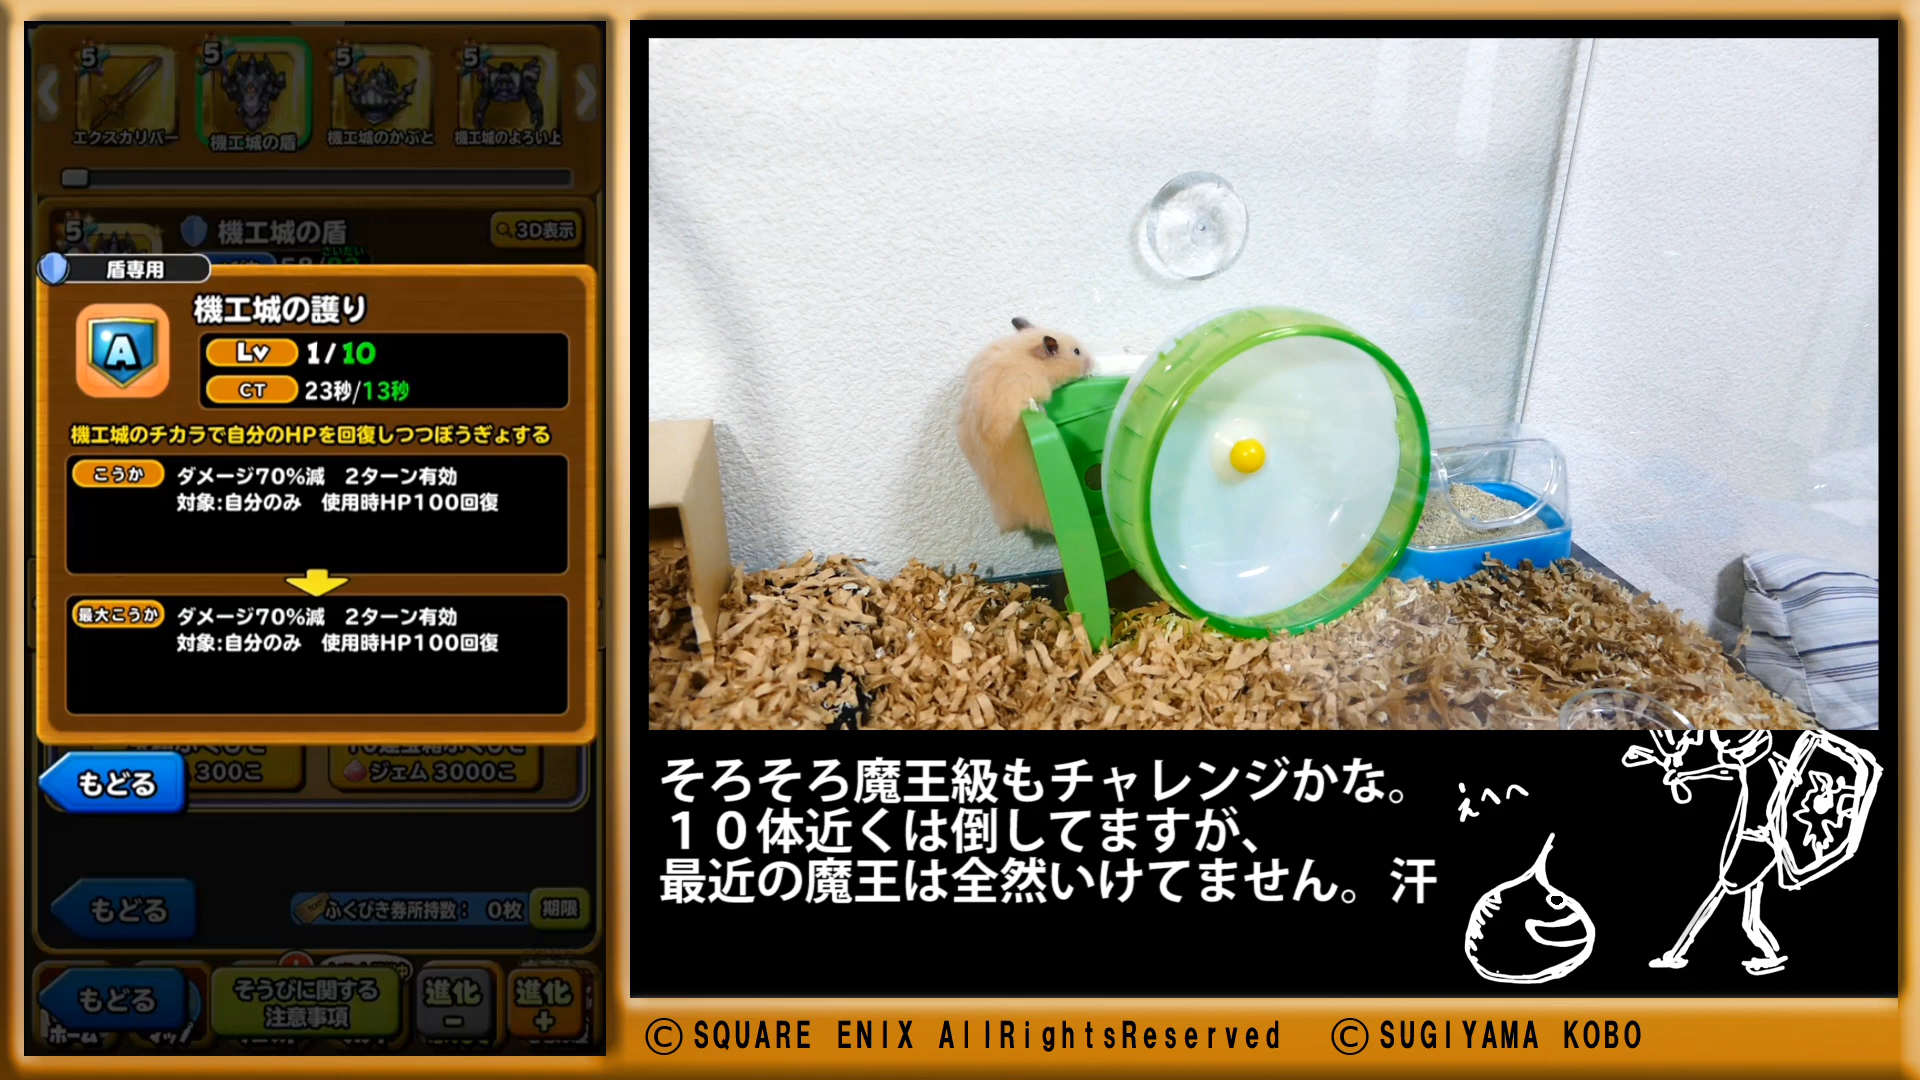 5 5 5 5
エクスカリバー 機工城の盾 機工城のかぶと 機工城のよろい上
5 機工城の盾 3D表示
さいだい
盾専用
機工城の護り
A
Lv 1/10
CT 23秒/13秒
機工城のチカラで自分のHPを回復しつつぼうぎょする
こうか ダメージ70%減 2ターン有効
対象:自分のみ 使用時HP100回復
最大こうか ダメージ70%減 2ターン有効
対象:自分のみ 使用時HP100回復
300こ ジェム3000こ
もどる
もどる ふくびき券所持数: 0枚 期限
もどる そうびに関する 注意事項 進化 - 進化 +
ホーム
そろそろ魔王級もチャレンジかな。
10体近くは倒してますが、
最近の魔王は全然いけてません。 汗
えへへ
©SQUARE ENIX AllRightsReserved ©SUGIYAMA KOBO